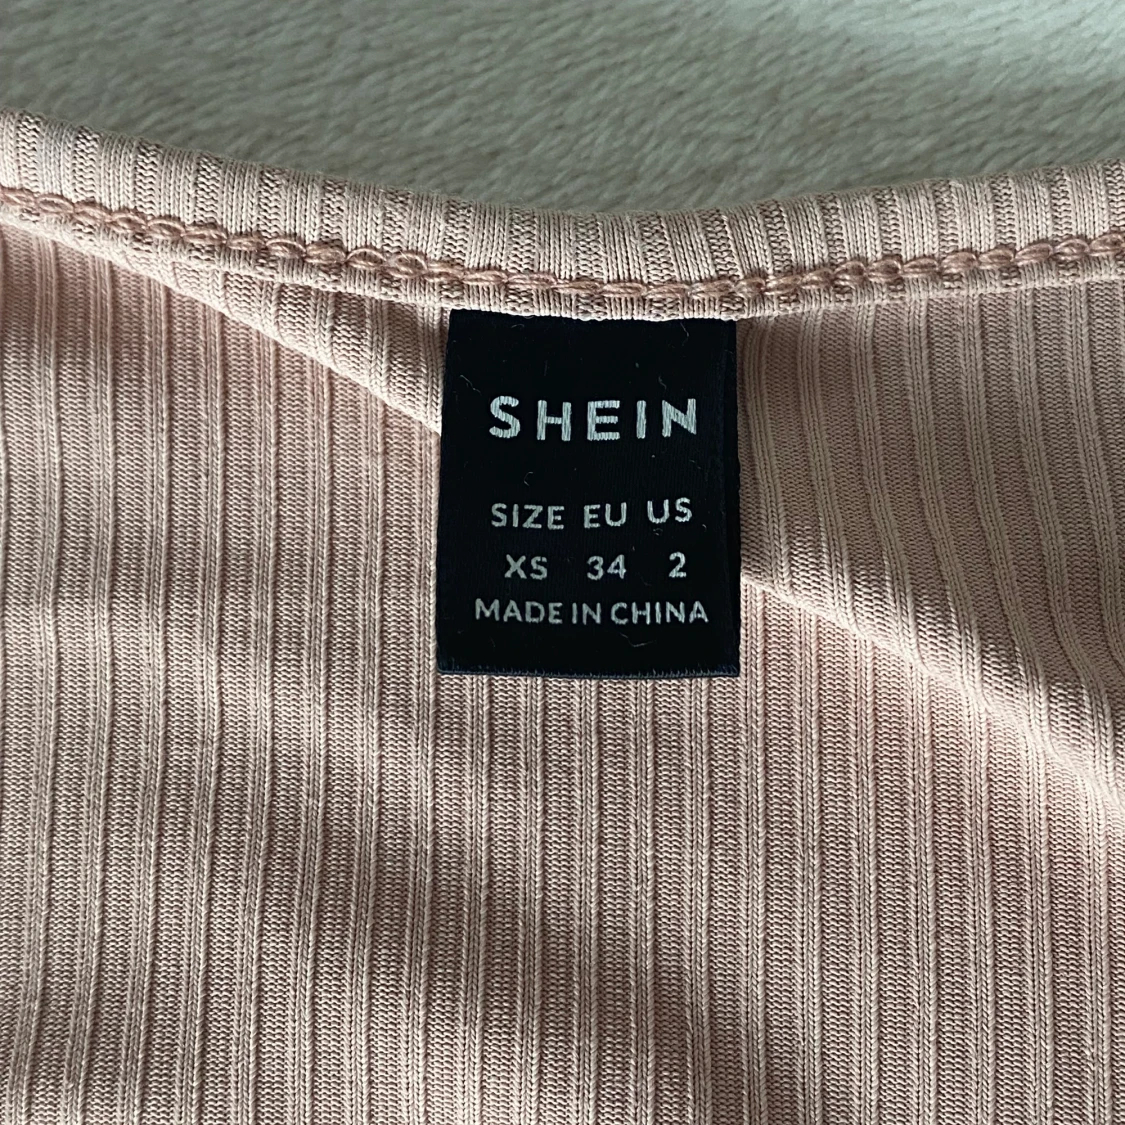 SHEIN
SIZE EU US
XS 34 2
MADE IN CHINA